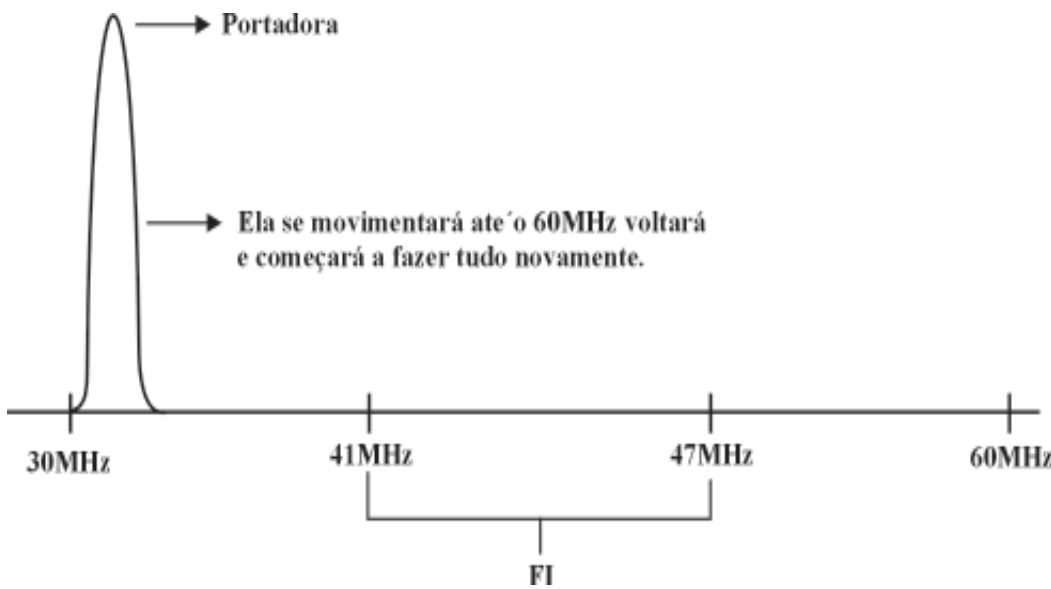 Portadora
Ela se movimentará ate´o 60MHz voltará
e começará a fazer tudo novamente.
30MHz
41MHz
47MHz
60MHz
FI